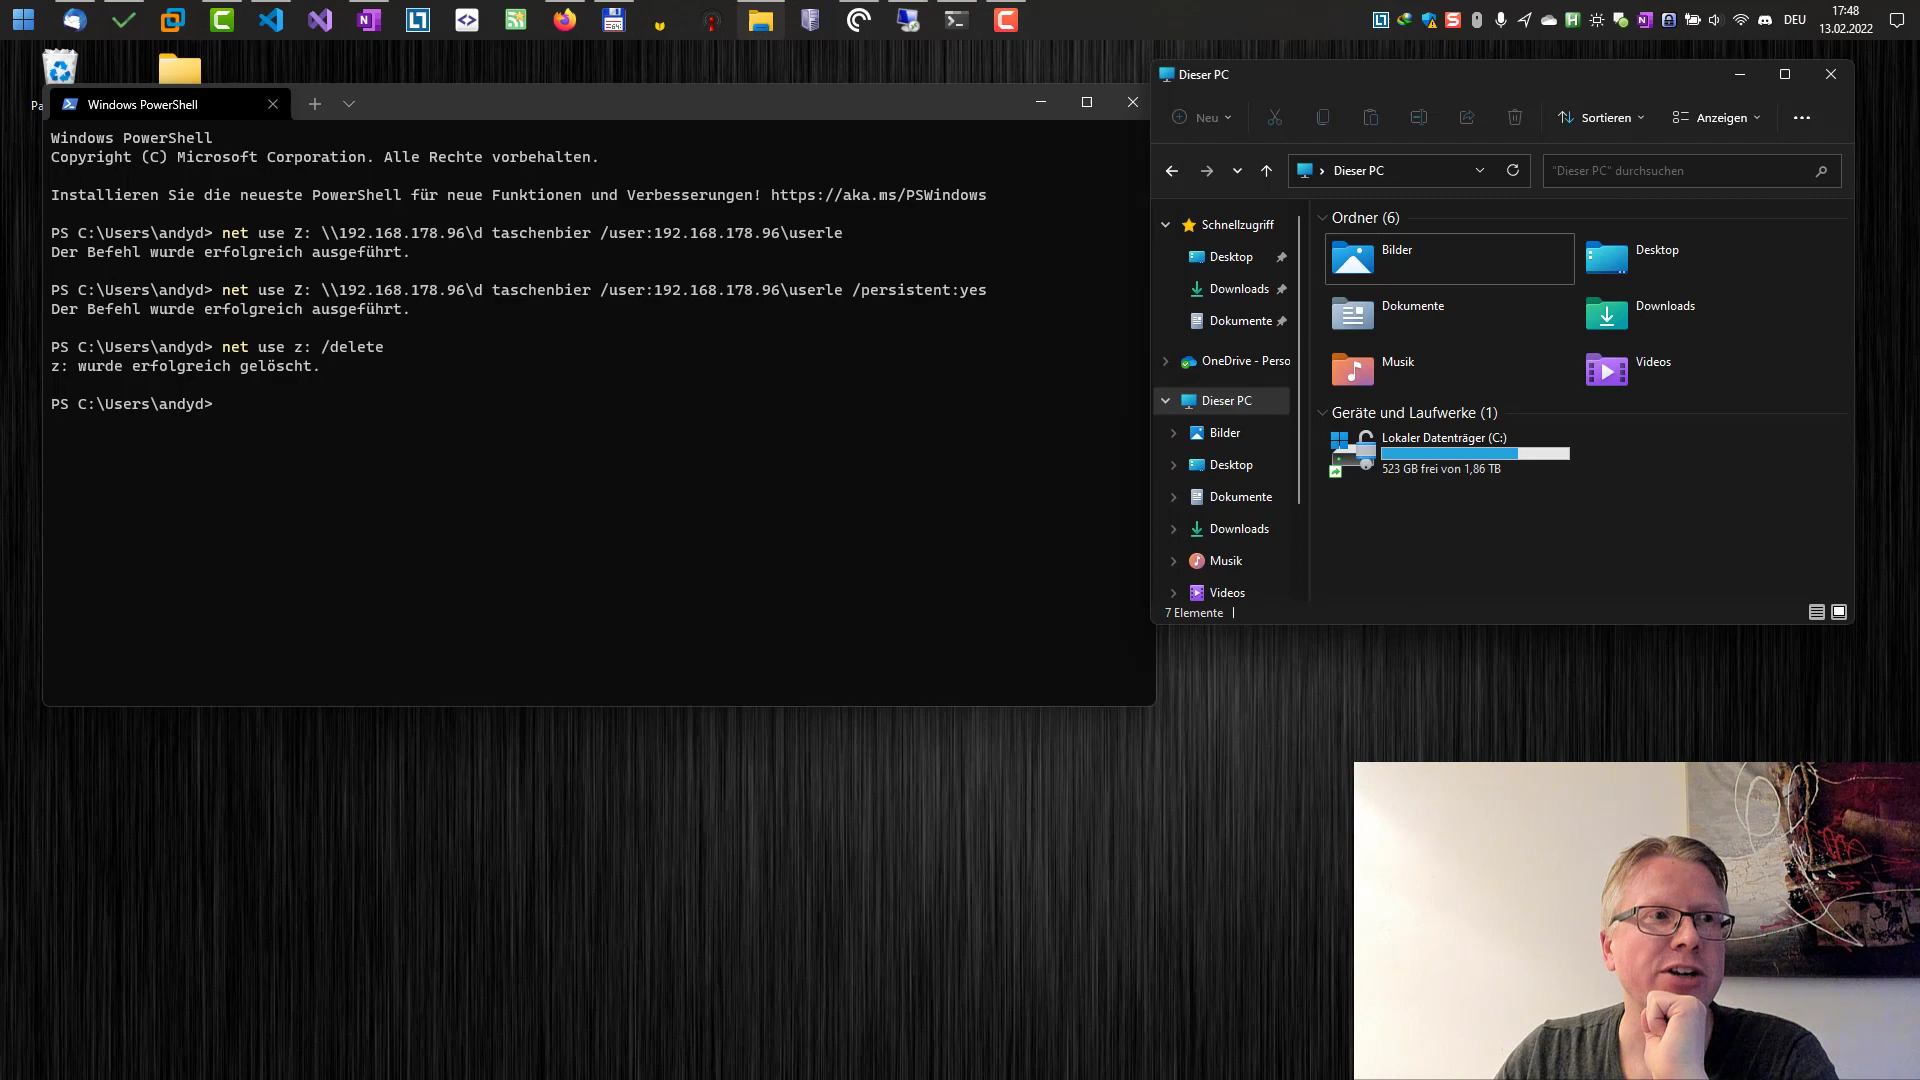 DEU
17:48
13.02.2022
Pa
Windows PowerShell
Windows PowerShell
Copyright (C) Microsoft Corporation. Alle Rechte vorbehalten.
Installieren Sie die neueste PowerShell für neue Funktionen und Verbesserungen! https://aka.ms/PSWindows
PS C:\Users\andyd> net use Z: \\192.168.178.96\d taschenbier /user:192.168.178.96\userle
Der Befehl wurde erfolgreich ausgeführt.
PS C:\Users\andyd> net use Z: \\192.168.178.96\d taschenbier /user:192.168.178.96\userle /persistent:yes
Der Befehl wurde erfolgreich ausgeführt.
PS C:\Users\andyd> net use z: /delete
z: wurde erfolgreich gelöscht.
PS C:\Users\andyd>
Dieser PC
Neu
Sortieren
Anzeigen
Dieser PC
"Dieser PC" durchsuchen
Schnellzugriff
Desktop
Downloads
Dokumente
OneDrive - Perso
Dieser PC
Bilder
Desktop
Dokumente
Downloads
Musik
Videos
Ordner (6)
Bilder
Desktop
Dokumente
Downloads
Musik
Videos
Geräte und Laufwerke (1)
Lokaler Datenträger (C:)
523 GB frei von 1,86 TB
7 Elemente